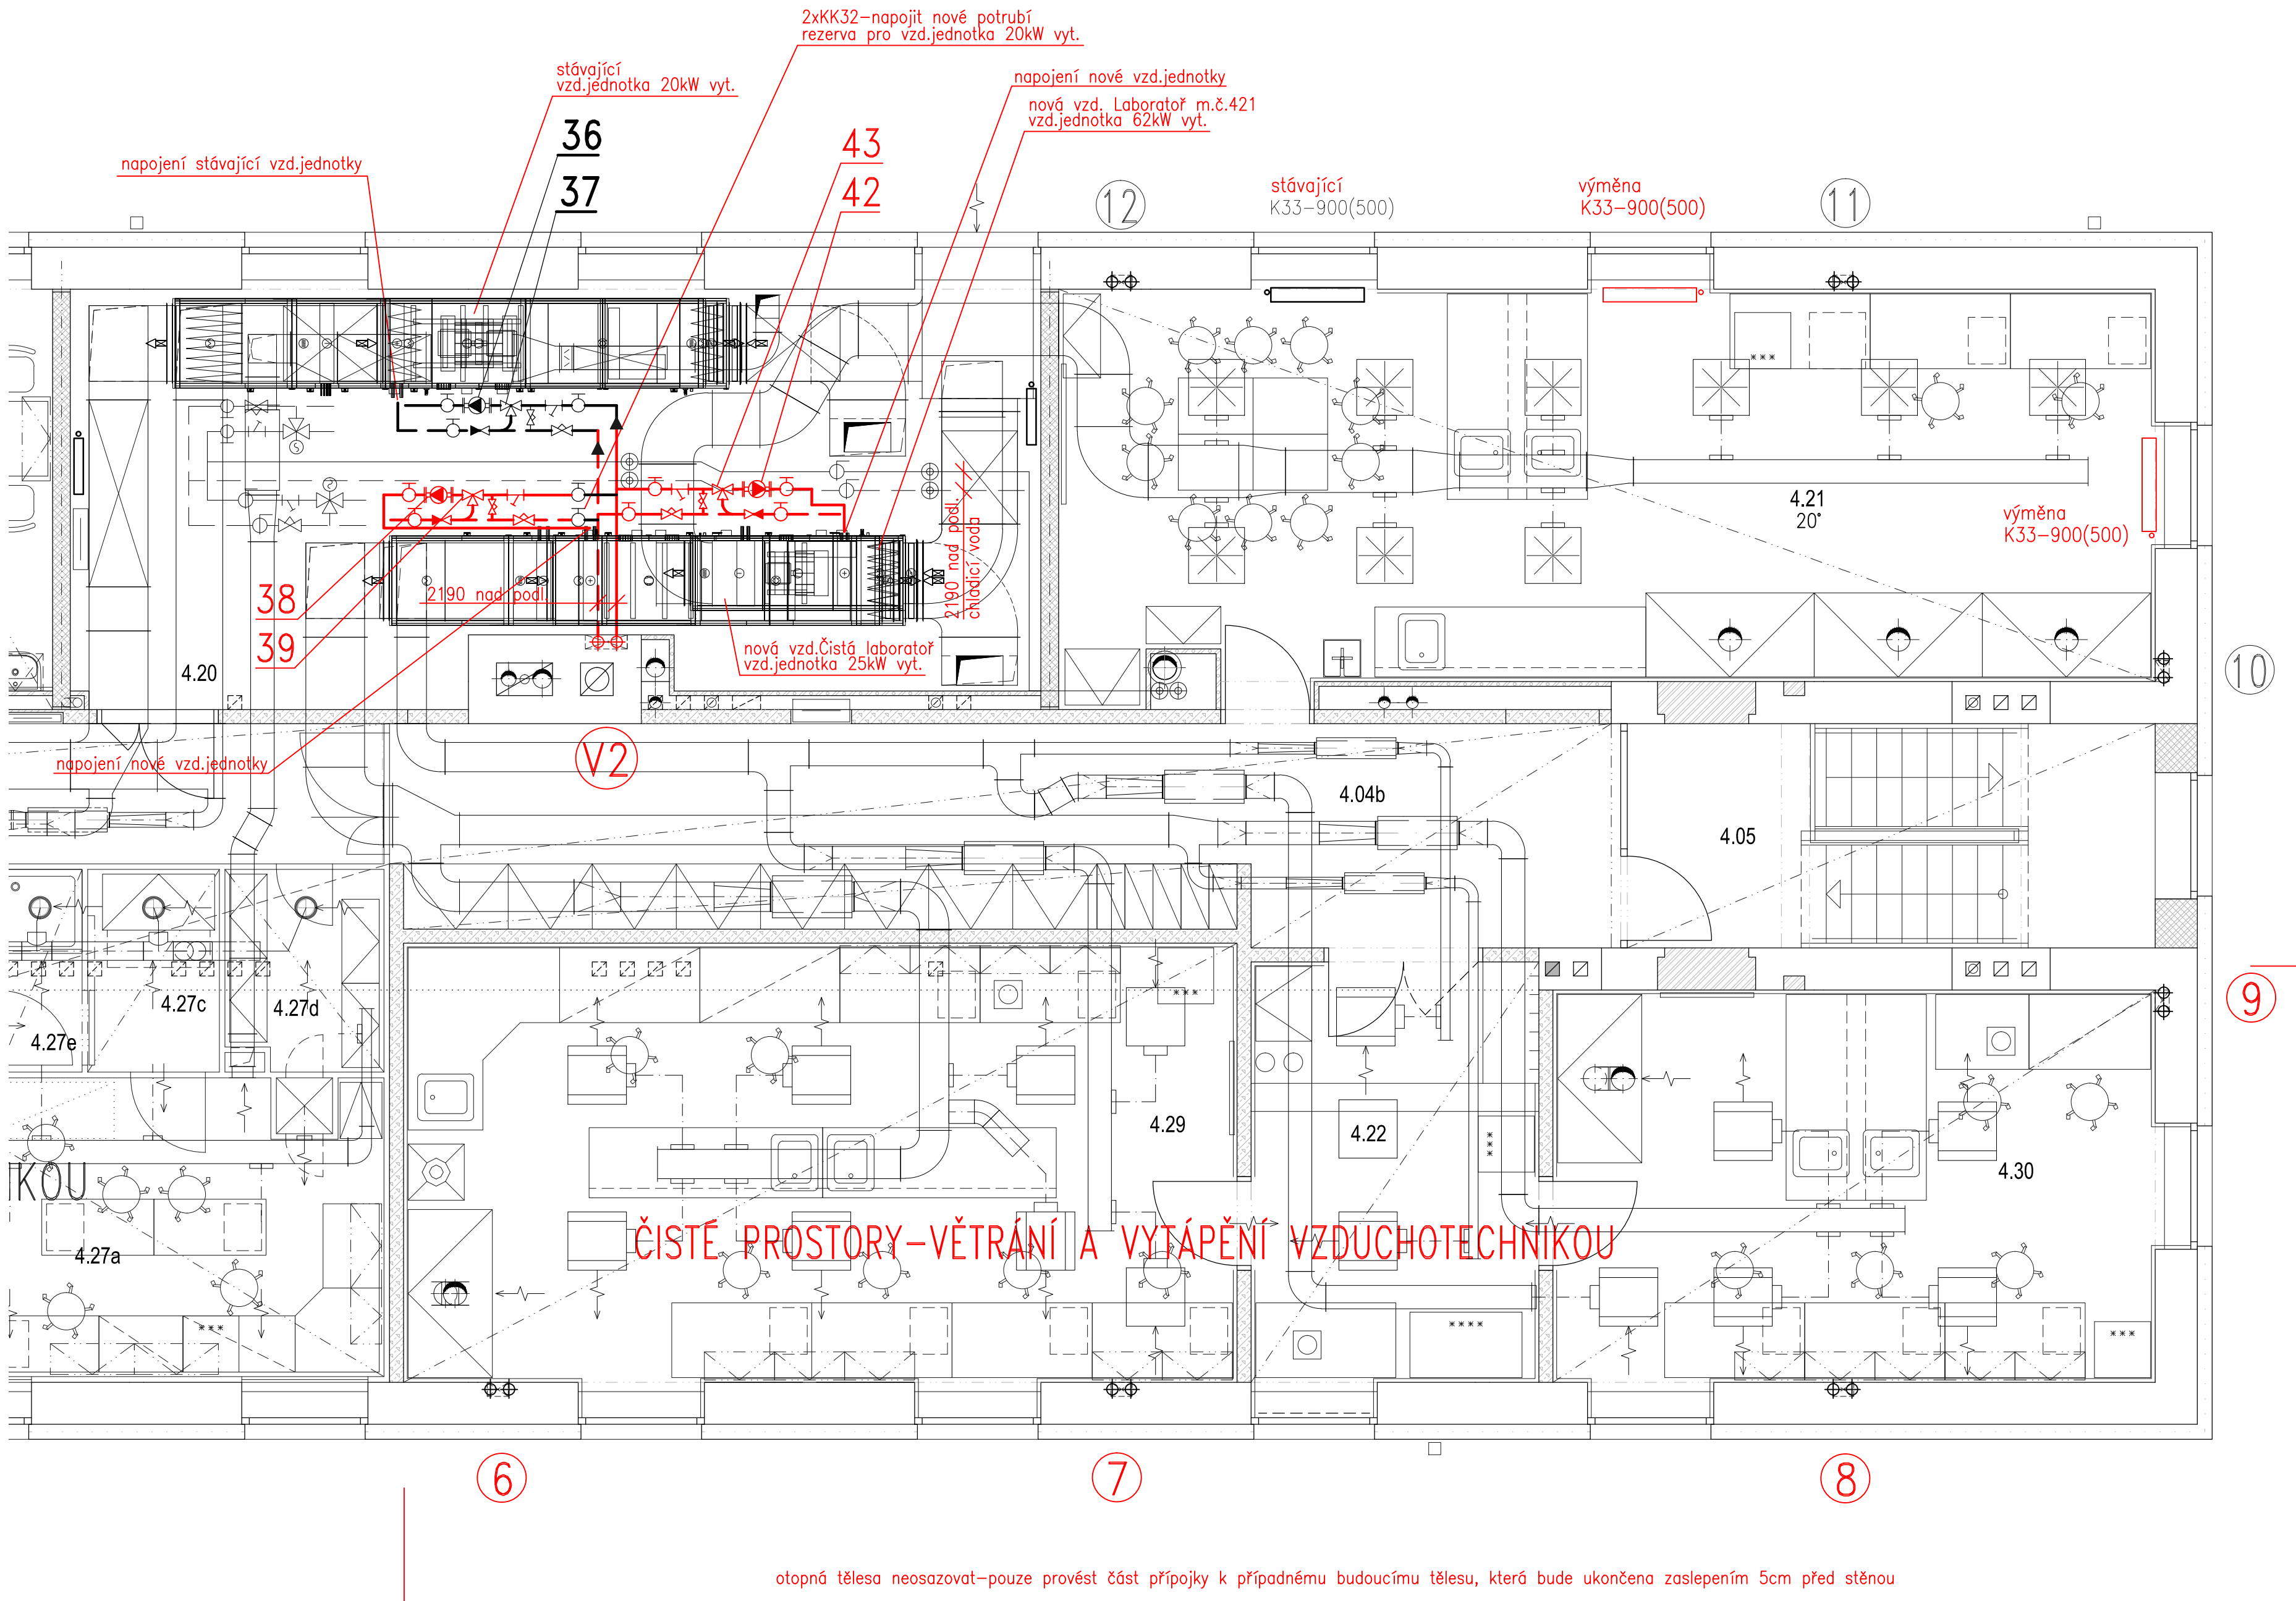 2xKK32-napojit nové potrubí
rezerva pro vzd.jednotka 20kW vyt.
stávající
vzd.jednotka 20kW vyt.
napojení nové vzd.jednotky
nová vzd. Laboratoř m.č.421
vzd.jednotka 62kW vyt.
36
43
napojení stávající vzd.jednotky
37
42
12
stávající
K33-900(500)
výměna
K33-900(500)
11
4.21
20°
výměna
K33-900(500)
2190 nad podl.
chladicí voda
38
2190 nad podl.
39
nová vzd.Čistá laboratoř
vzd.jednotka 25kW vyt.
4.20
10
V2
napojení nové vzd.jednotky
4.04b
4.05
4.27c
4.27d
4.27e
9
4.29
4.22
4.30
KOU
4.27a
ČISTÉ PROSTORY-VĚTRÁNÍ A VYTÁPĚNÍ VZDUCHOTECHNIKOU
6
7
8
otopná tělesa neosazovat-pouze provést část přípojky k případnému budoucímu tělesu, která bude ukončena zaslepením 5cm před stěnou